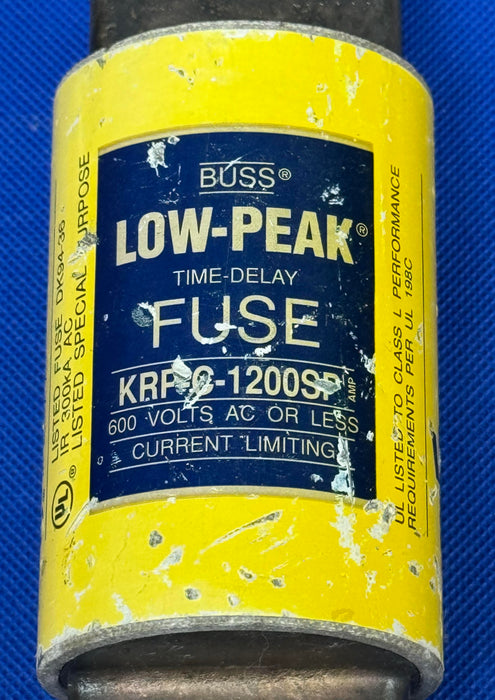 BUSS®
LOW-PEAK®
TIME-DELAY
FUSE
KRP-C-1200SP AMP
600 VOLTS AC OR LESS
CURRENT LIMITING
LISTED FUSE DK94-36
IR 300KA AC
LISTED SPECIAL PURPOSE
UL ®
UL LISTED TO CLASS L PERFORMANCE
REQUIREMENTS PER UL 198C